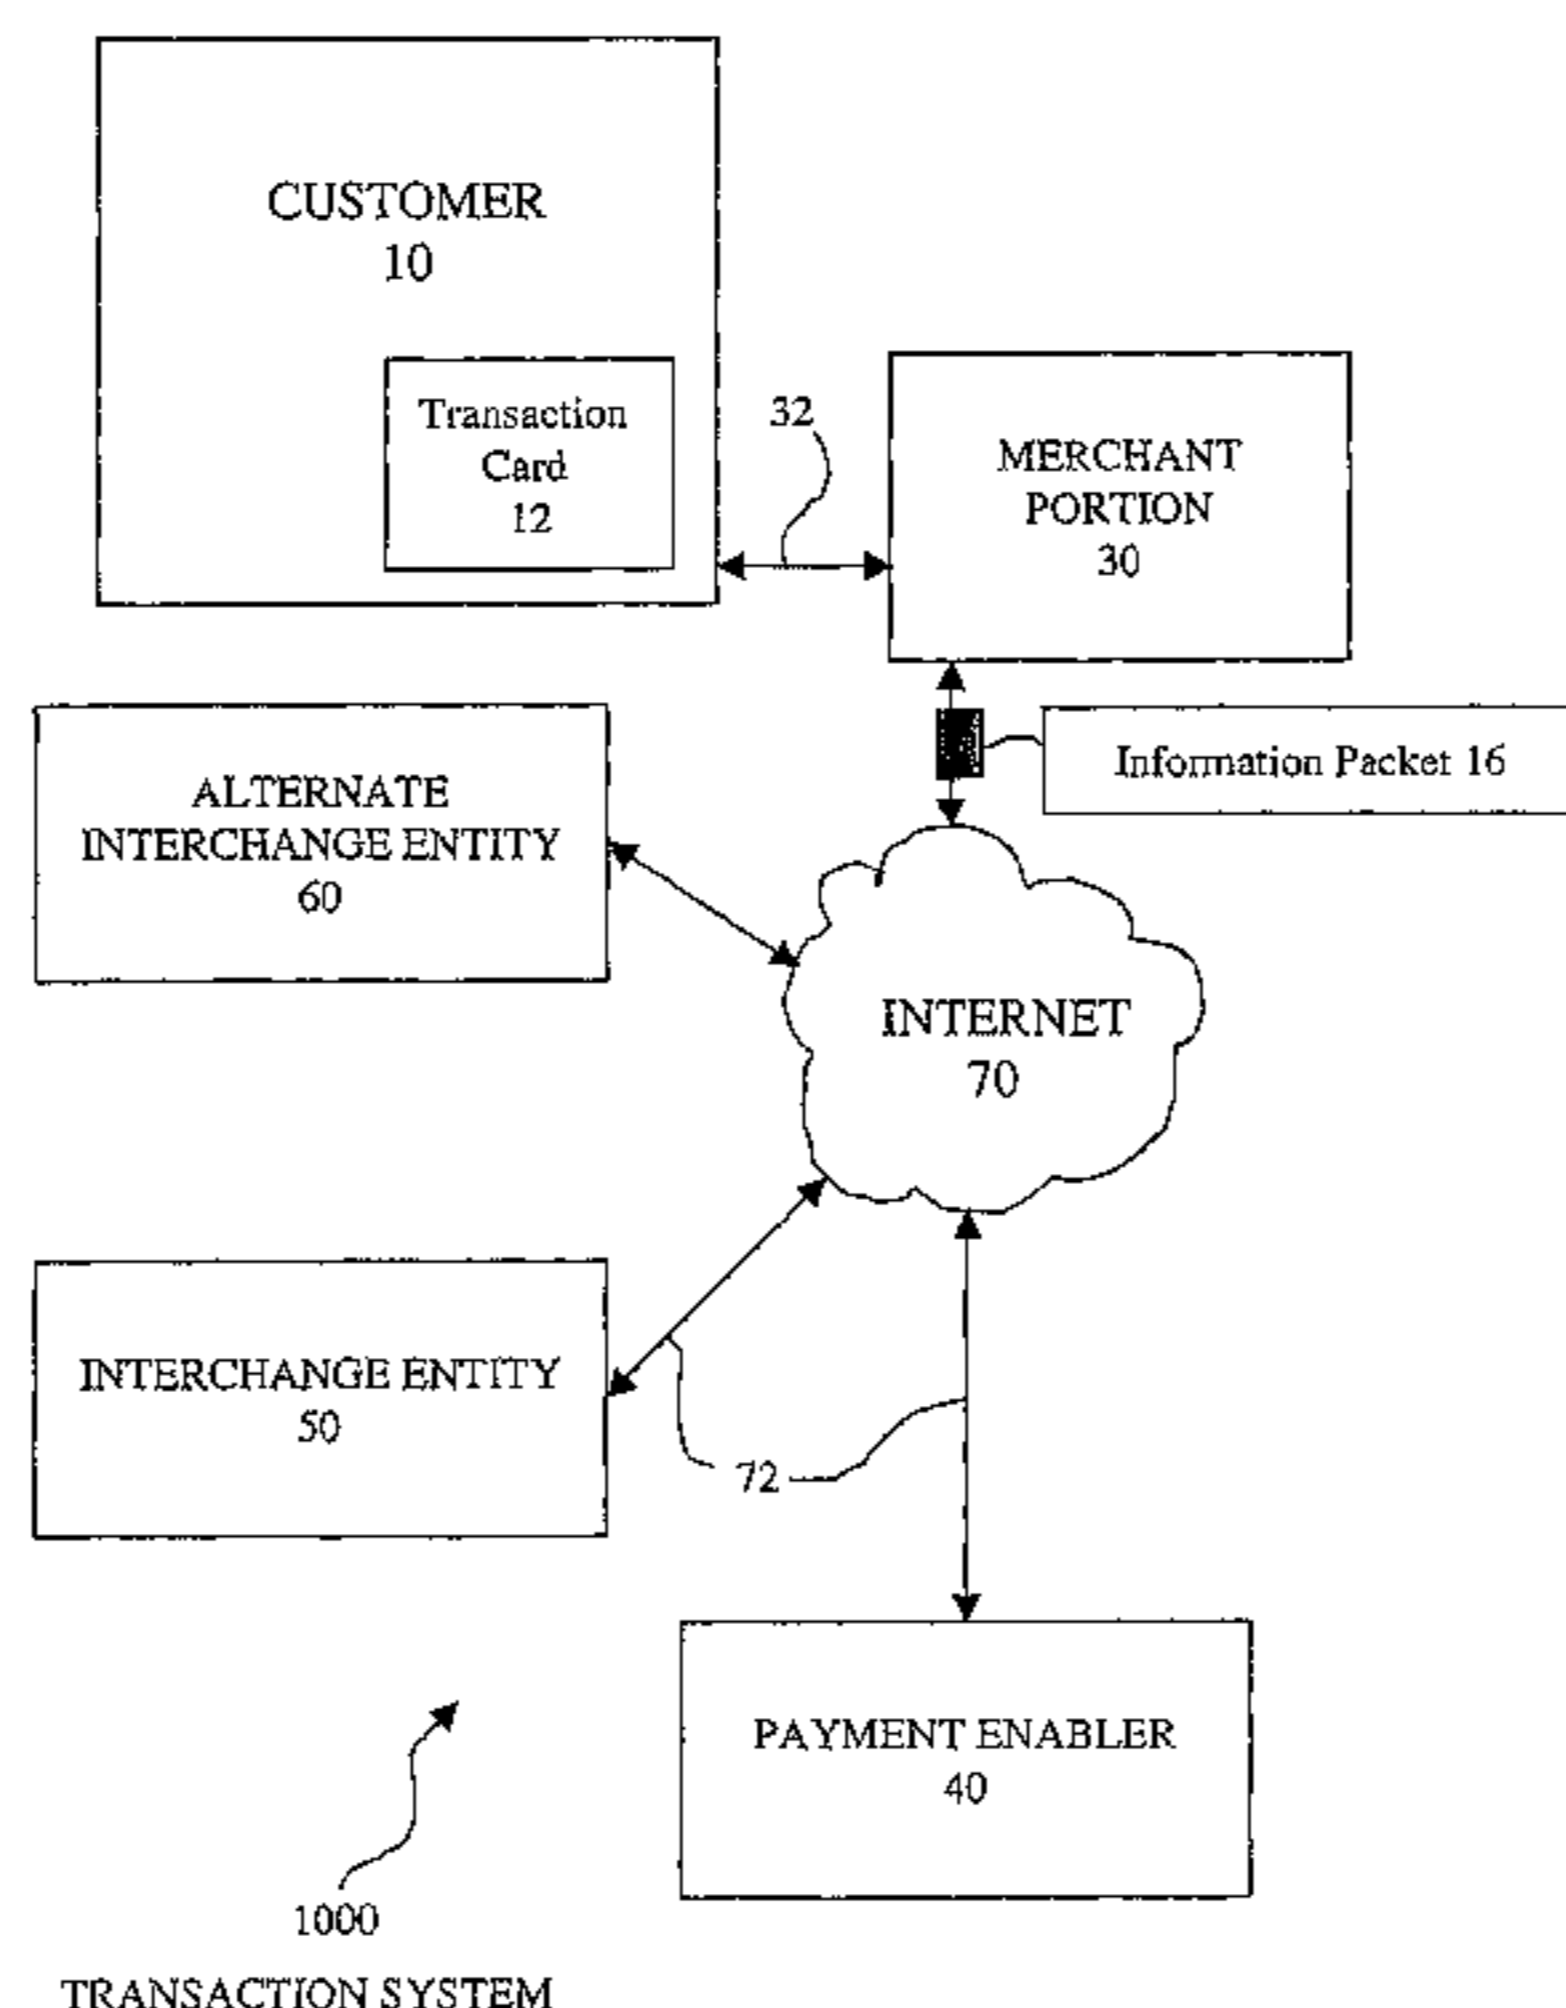 CUSTOMER
10
Transaction
Card
12
32
MERCHANT
PORTION
30
Information Packet 16
ALTERNATE
INTERCHANGE ENTITY
60
INTERNET
70
INTERCHANGE ENTITY
50
72
PAYMENT ENABLER
40
1000
TRANSACTION SYSTEM